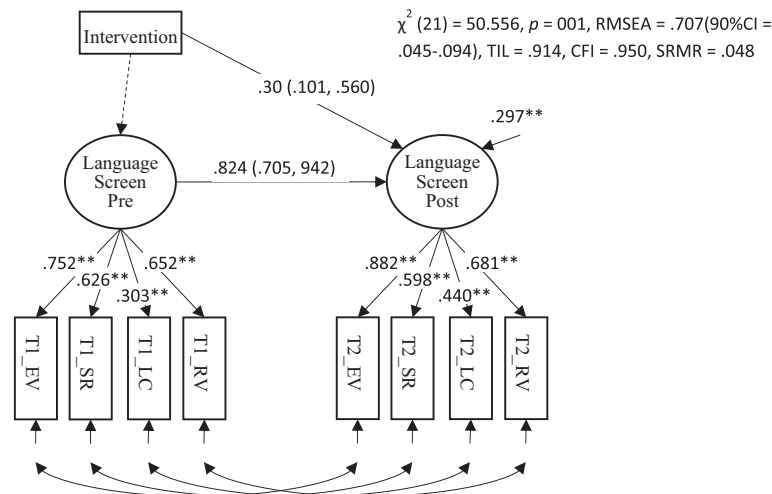 χ² (21) = 50.556, p = 001, RMSEA = .707(90%CI =
.045-.094), TIL = .914, CFI = .950, SRMR = .048
Intervention
.30 (.101, .560)
.297**
Language
Screen
Pre
.824 (.705, 942)
Language
Screen
Post
.752**
.626**
.303**
.652**
.882**
.598**
.440**
.681**
T1_EV
T1_SR
T1_LC
T1_RV
T2_EV
T2_SR
T2_LC
T2_RV